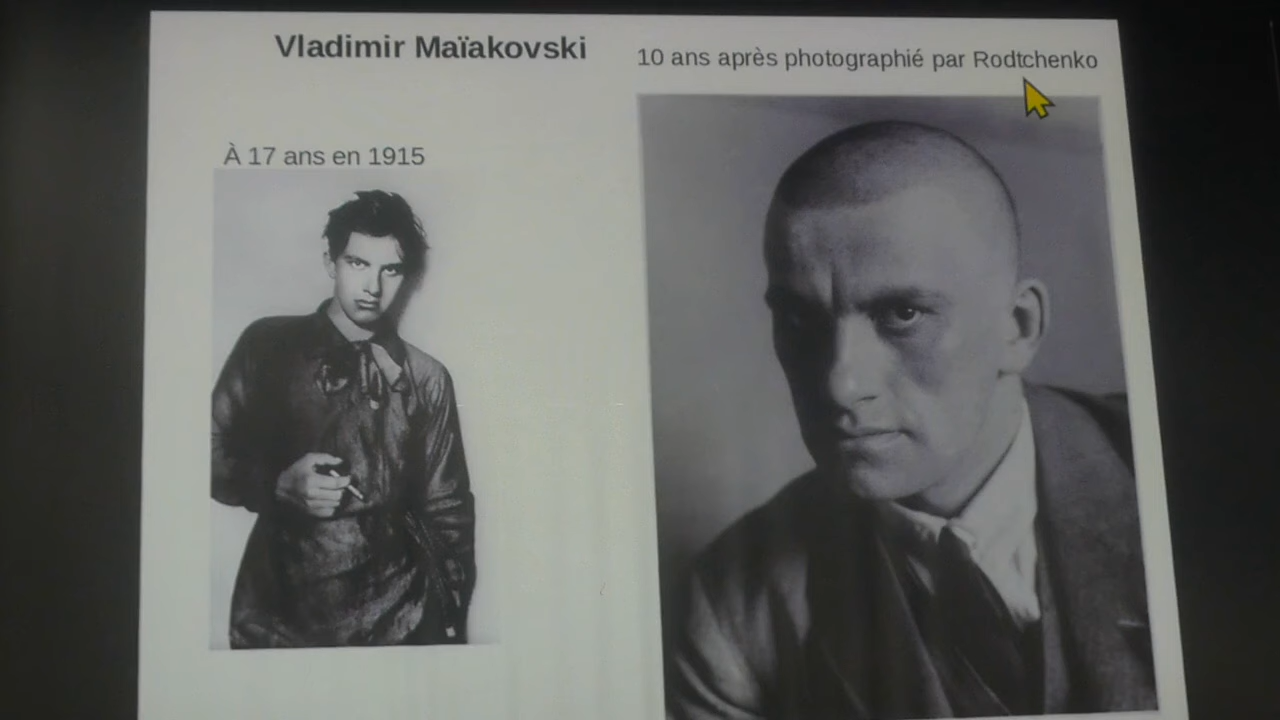 Vladimir Maïakovski
10 ans après photographié par Rodtchenko
À 17 ans en 1915